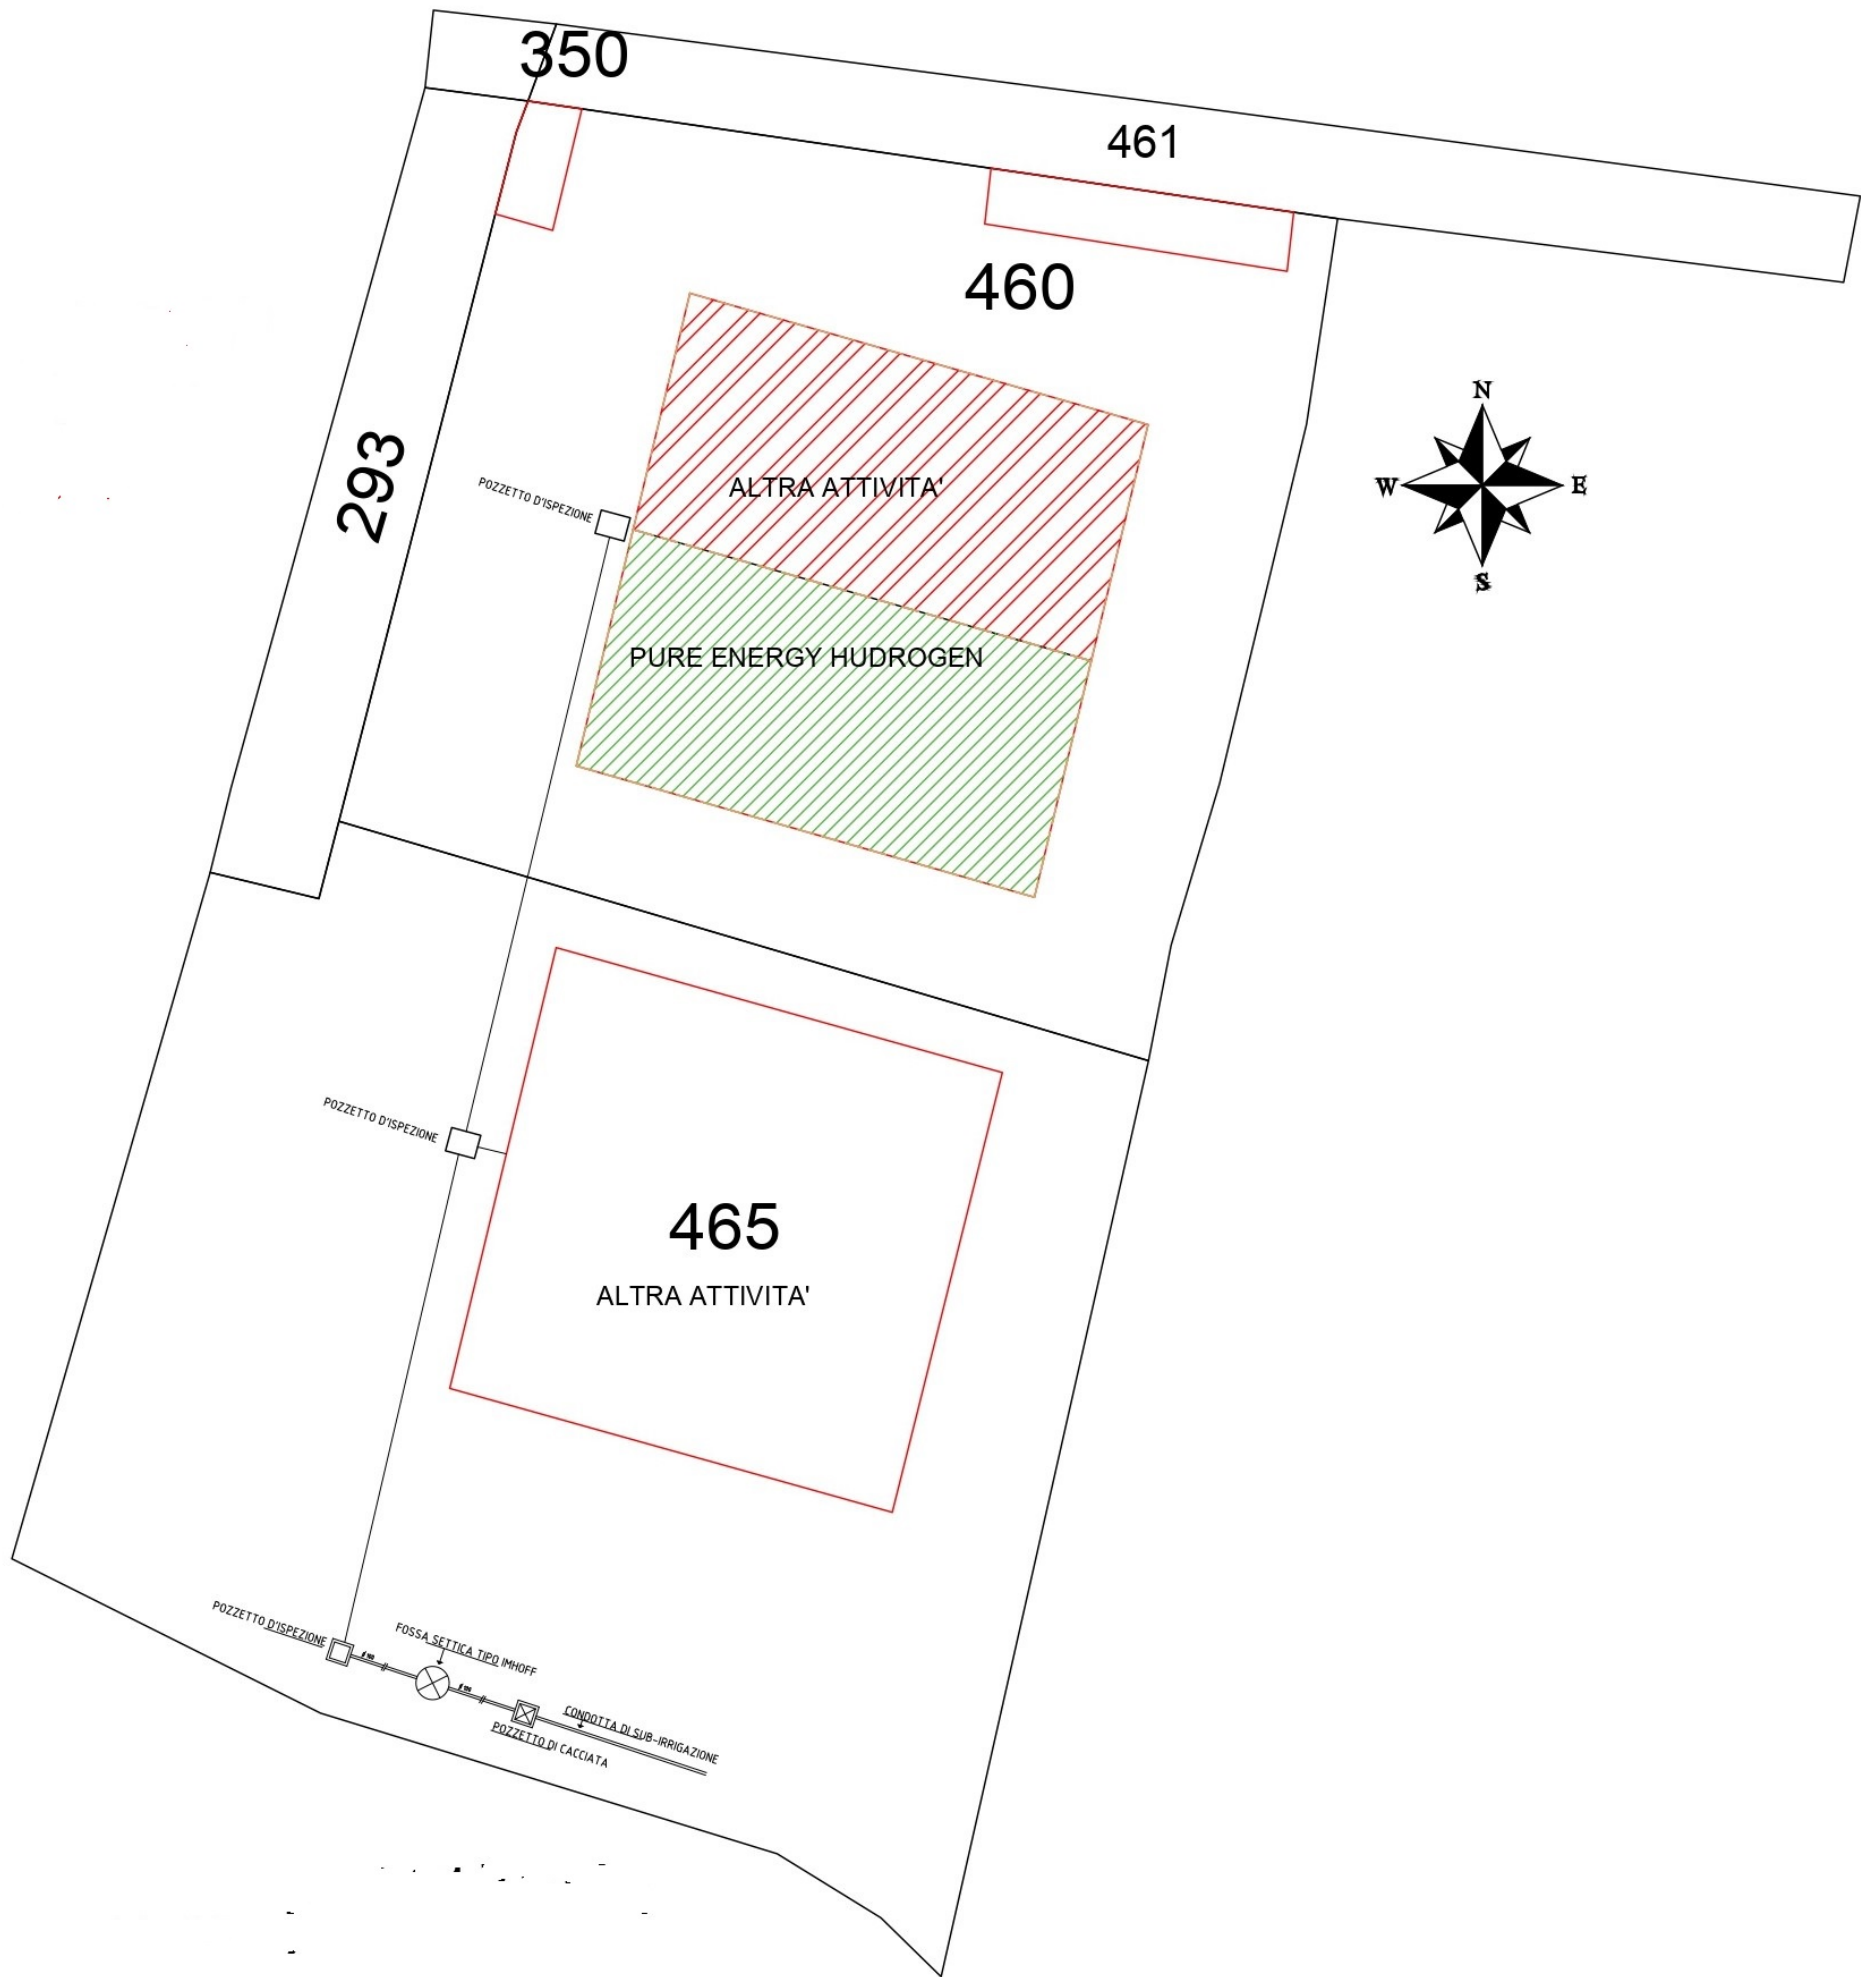 350
461
460
N
W
E
S
293
ALTRA ATTIVITA'
POZZETTO D'ISPEZIONE
PURE ENERGY HUDROGEN
POZZETTO D'ISPEZIONE
465
ALTRA ATTIVITA'
POZZETTO D'ISPEZIONE
FOSSA SETTICA TIPO IMHOFF
CONDOTTA DI SUB-IRRIGAZIONE
POZZETTO DI CACCIATA